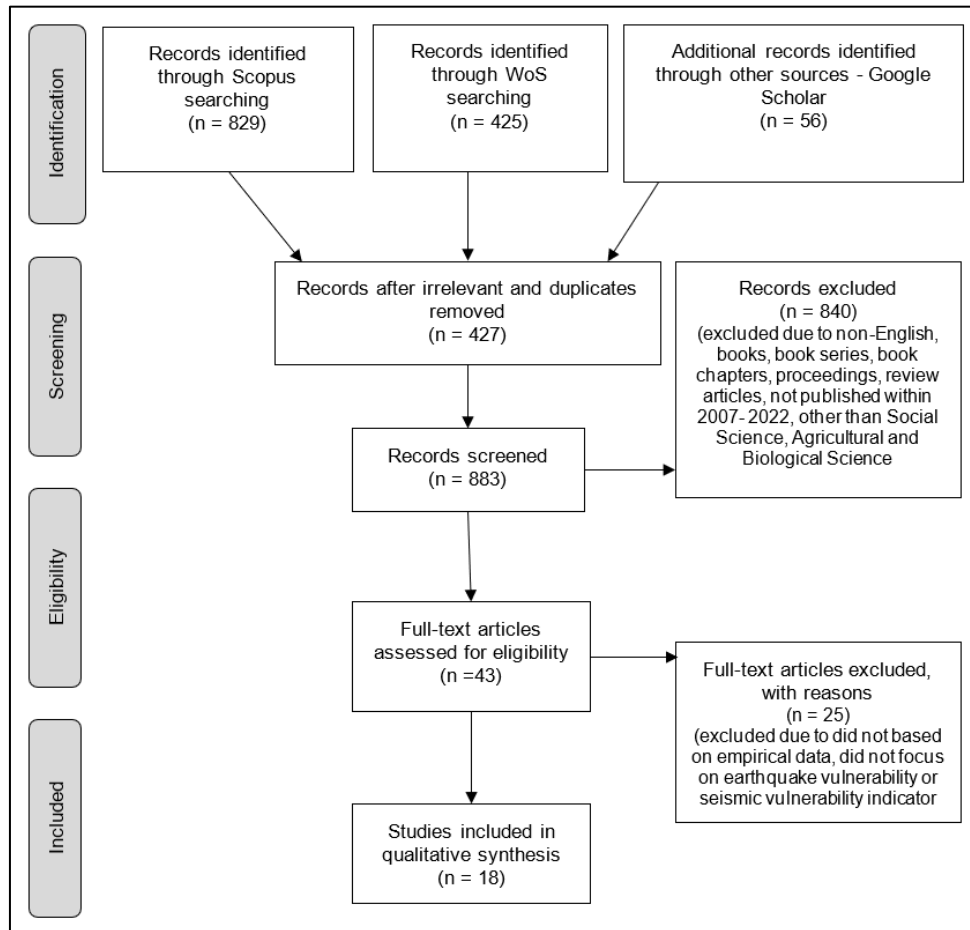 Identification
Records identified
through Scopus
searching
(n = 829)
Records identified
through WoS
searching
(n = 425)
Additional records identified
through other sources - Google
Scholar
(n = 56)
Screening
Records after irrelevant and duplicates
removed
(n = 427)
Records excluded
(n = 840)
(excluded due to non-English,
books, book series, book
chapters, proceedings, review
articles, not published within
2007-2022, other than Social
Science, Agricultural and
Biological Science
Records screened
(n = 883)
Eligibility
Full-text articles
assessed for eligibility
(n =43)
Full-text articles excluded,
with reasons
(n = 25)
(excluded due to did not based
on empirical data, did not focus
on earthquake vulnerability or
seismic vulnerability indicator
Included
Studies included in
qualitative synthesis
(n = 18)